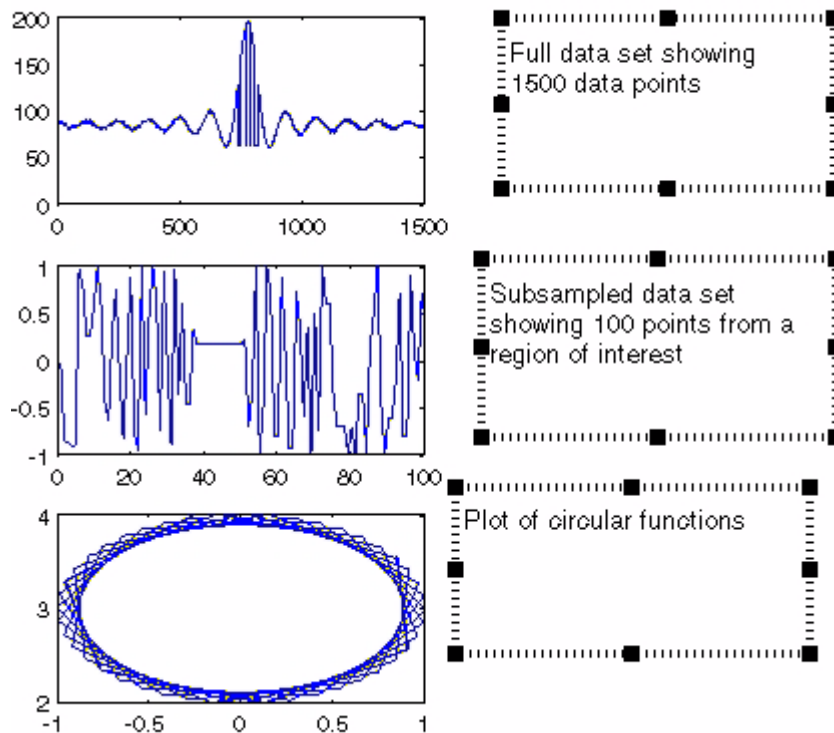 200
150
100
50
0
0 500 1000 1500
Full data set showing
1500 data points
1
0.5
0
-0.5
-1
0 20 40 60 80 100
Subsampled data set
showing 100 points from a
region of interest
4
3
2
-1 -0.5 0 0.5 1
Plot of circular functions